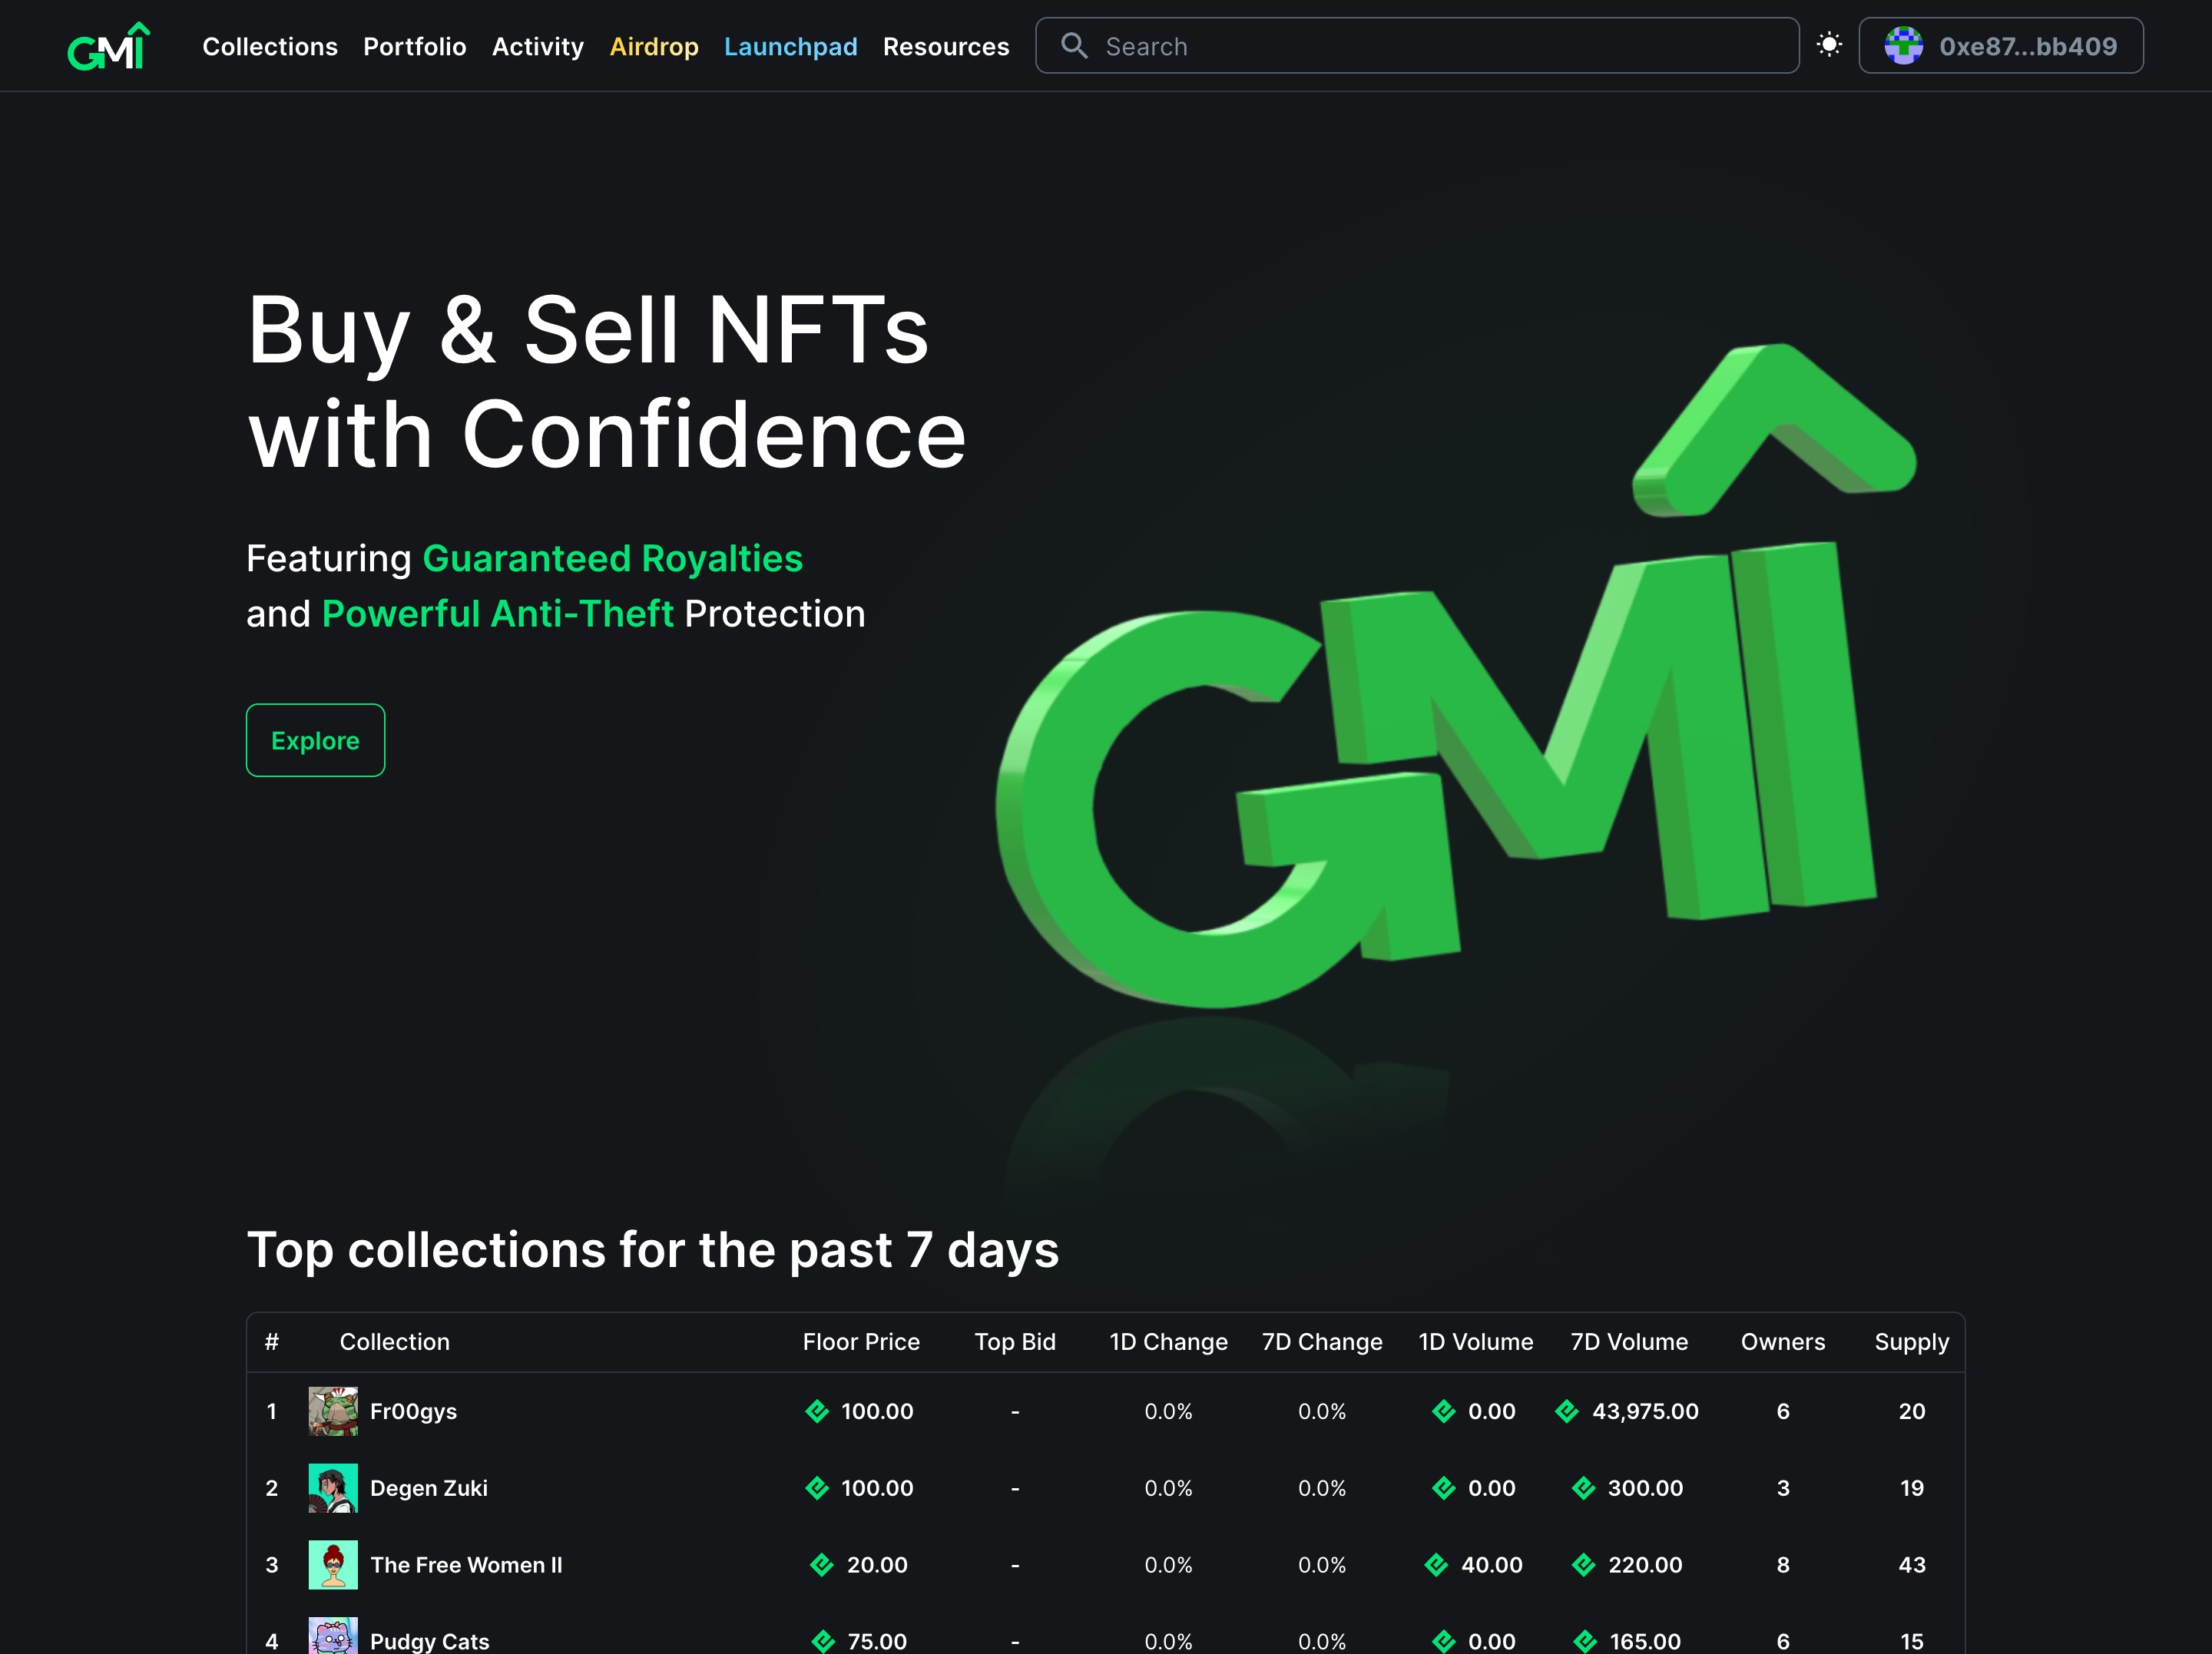 GMI
Collections Portfolio Activity Airdrop Launchpad Resources Search 0xe87...bb409
Buy & Sell NFTs
with Confidence
Featuring Guaranteed Royalties
and Powerful Anti-Theft Protection
Explore
GMI
Top collections for the past 7 days
# Collection Floor Price Top Bid 1D Change 7D Change 1D Volume 7D Volume Owners Supply
1 Fr00gys 100.00 - 0.0% 0.0% 0.00 43,975.00 6 20
2 Degen Zuki 100.00 - 0.0% 0.0% 0.00 300.00 3 19
3 The Free Women II 20.00 - 0.0% 0.0% 40.00 220.00 8 43
4 Pudgy Cats 75.00 - 0.0% 0.0% 0.00 165.00 6 15